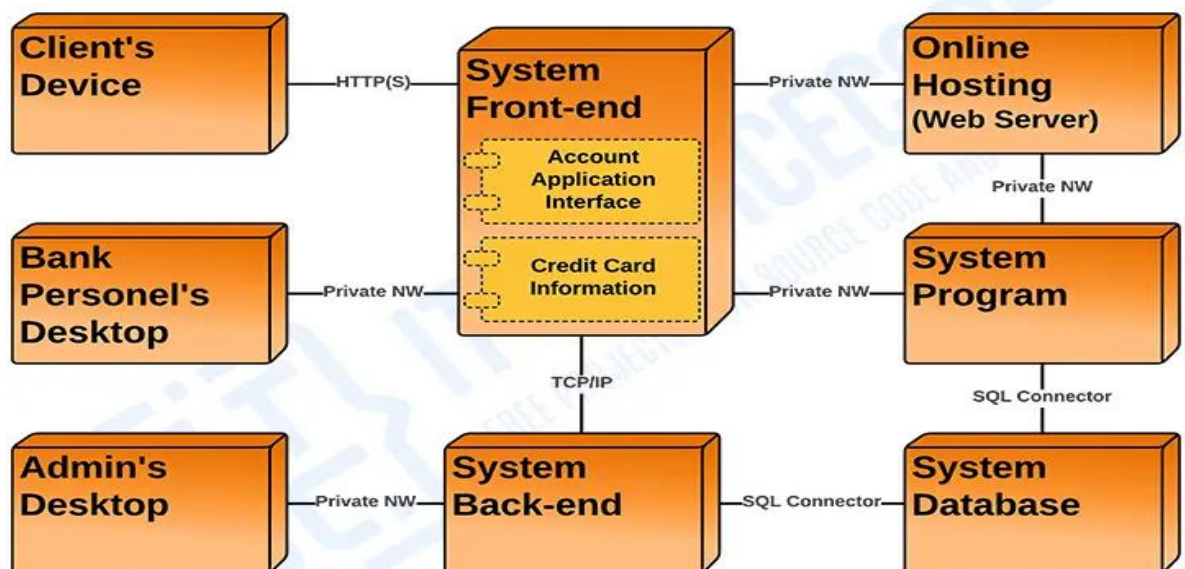 Client's
Device
HTTP(S)
System
Front-end
Account
Application
Interface
Credit Card
Information
Private NW
Online
Hosting
(Web Server)
Private NW
Bank
Personel's
Desktop
Private NW
Private NW
System
Program
TCP/IP
SQL Connector
Admin's
Desktop
Private NW
System
Back-end
SQL Connector
System
Database